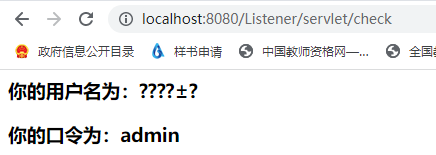 localhost:8080/Listener/servlet/check
政府信息公开目录 样书申请 中国教师资格网—... 全国
你的用户名为：????±?
你的口令为：admin